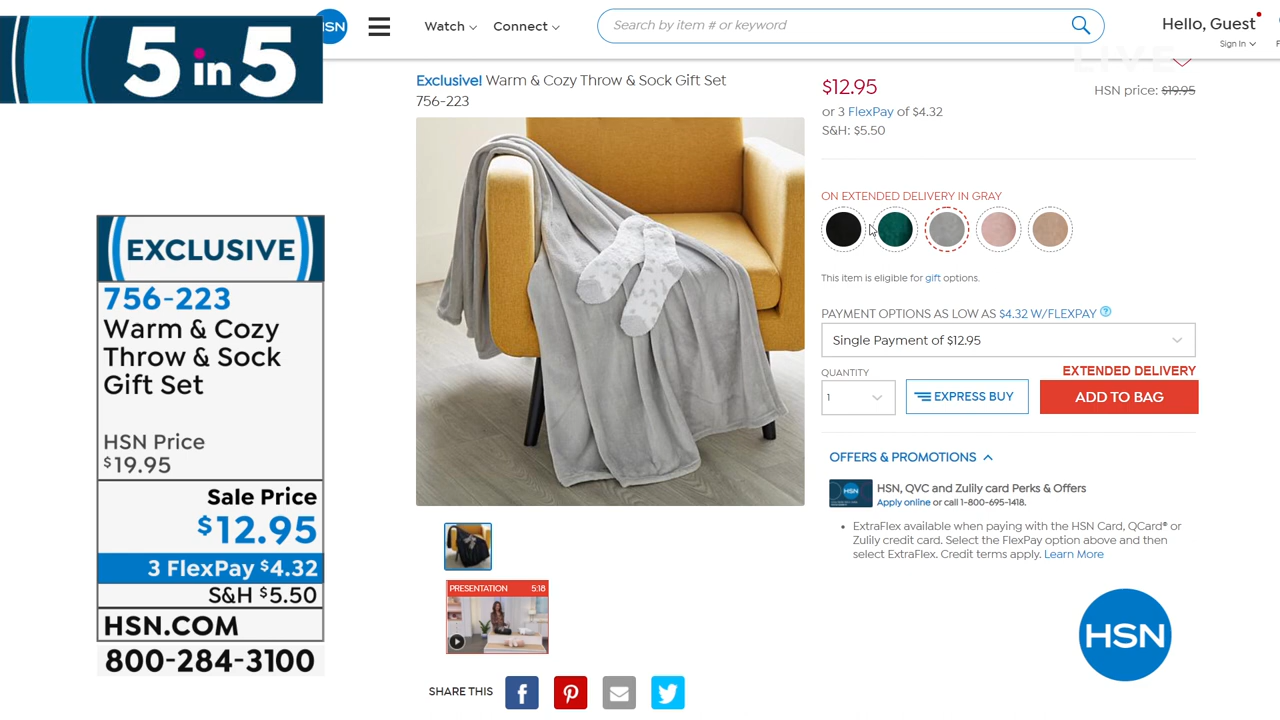 5 in 5
HSN
Watch
Connect
Search by item # or keyword
Hello, Guest
Sign In
LIVE
Exclusive! Warm & Cozy Throw & Sock Gift Set
756-223
$12.95
HSN price: $19.95
or 3 FlexPay of $4.32
S&H: $5.50
ON EXTENDED DELIVERY IN GRAY
This item is eligible for gift options.
PAYMENT OPTIONS AS LOW AS $4.32 W/FLEXPAY ?
Single Payment of $12.95
QUANTITY
EXTENDED DELIVERY
1
EXPRESS BUY
ADD TO BAG
OFFERS & PROMOTIONS
HSN
HSN, QVC and Zulily card Perks & Offers
Apply online or call 1-800-695-1418.
• ExtraFlex available when paying with the HSN Card, QCard® or
Zulily credit card. Select the FlexPay option above and then
select ExtraFlex. Credit terms apply. Learn More
EXCLUSIVE
756-223
Warm & Cozy
Throw & Sock
Gift Set
HSN Price
$19.95
Sale Price
$12.95
3 FlexPay $4.32
S&H $5.50
HSN.COM
800-284-3100
PRESENTATION 5:18
SHARE THIS
HSN